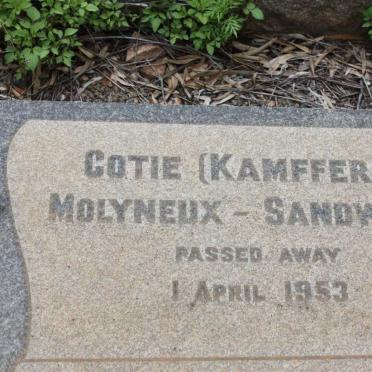 COTIE (KAMFFER
MOLYNEUX - SANDW
PASSED AWAY
1 APRIL 1953